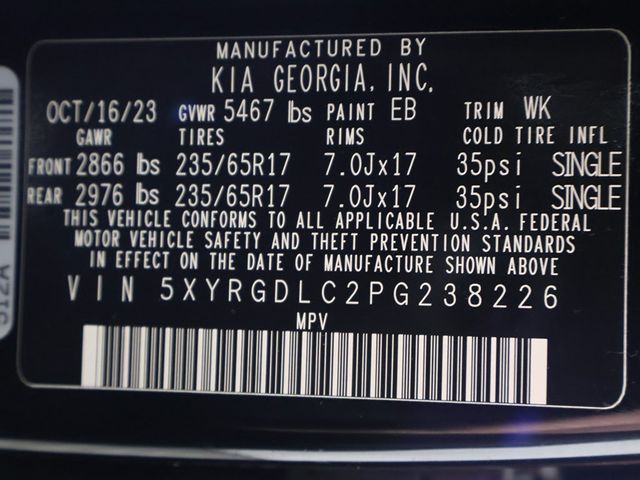 MANUFACTURED BY
KIA GEORGIA, INC.
OCT/16/23 GVWR 5467 lbs PAINT EB TRIM WK
GAWR TIRES RIMS COLD TIRE INFL
FRONT 2866 lbs 235/65R17 7.0Jx17 35psi SINGLE
REAR 2976 lbs 235/65R17 7.0Jx17 35psi SINGLE
THIS VEHICLE CONFORMS TO ALL APPLICABLE U.S.A. FEDERAL
MOTOR VEHICLE SAFETY AND THEFT PREVENTION STANDARDS
IN EFFECT ON THE DATE OF MANUFACTURE SHOWN ABOVE
VIN 5XYRGDLC2PG238226
MPV
512A